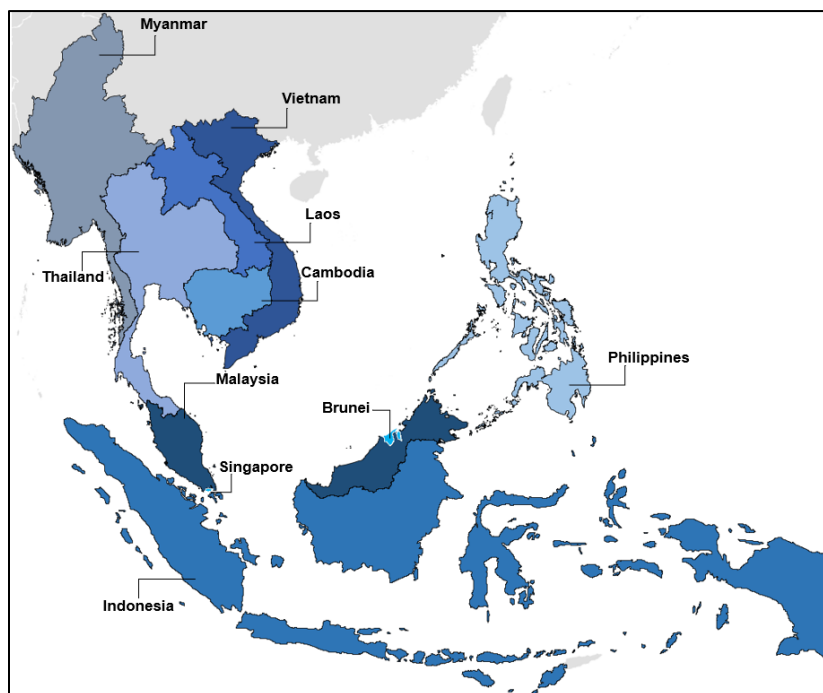 Myanmar
Vietnam
Laos
Thailand
Cambodia
Philippines
Malaysia
Brunei
Singapore
Indonesia